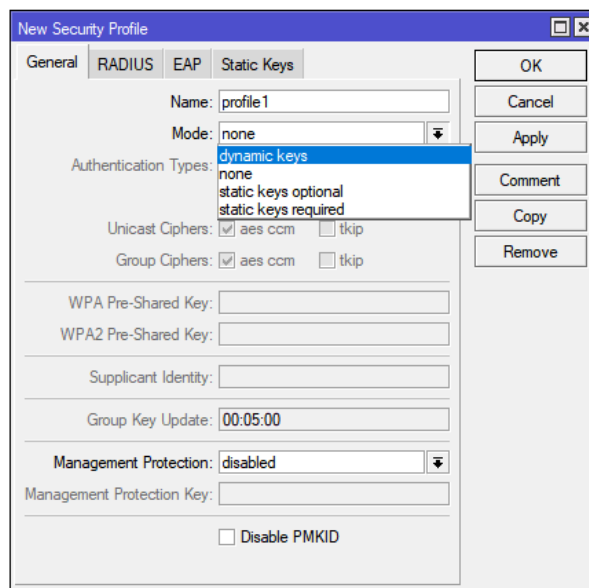 New Security Profile
General RADIUS EAP Static Keys
OK
Name: profile1
Cancel
Mode: none
Apply
dynamic keys
Authentication Types:
none
static keys optional
Comment
static keys required
Copy
Unicast Ciphers: aes ccm tkip
Remove
Group Ciphers: aes ccm tkip
WPA Pre-Shared Key:
WPA2 Pre-Shared Key:
Supplicant Identity:
Group Key Update: 00:05:00
Management Protection: disabled
Management Protection Key:
Disable PMKID